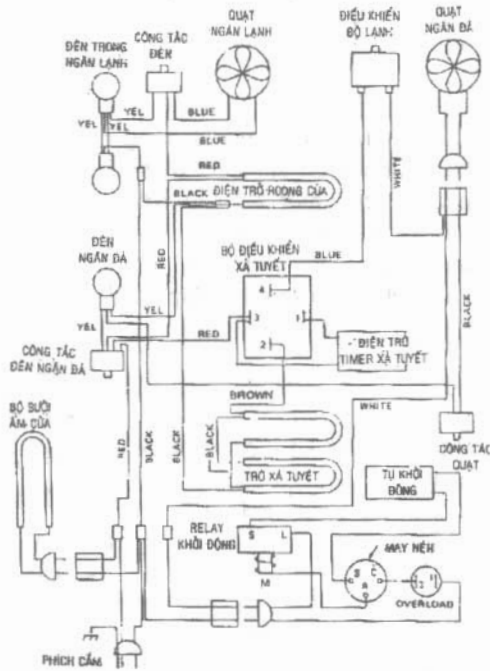 QUẠT
NGĂN LẠNH
ĐIỀU KHIỂN
ĐỘ LẠNH
QUẠT
NGĂN ĐÁ
ĐÈN TRONG
NGĂN LẠNH
CÔNG TẮC
ĐÈN
YEL
BLUE
YEL
YEL
BLUE
RED
WHITE
BLACK
ĐIỆN TRỞ ROONG CỬA
ĐÈN
NGĂN ĐÁ
RED
BỘ ĐIỀU KHIỂN
XẢ TUYẾT
BLUE
4
BLACK
YEL
YEL
RED
3
1
2
ĐIỆN TRỞ
TIMER XẢ TUYẾT
CÔNG TẮC
ĐÈN NGĂN ĐÁ
BROWN
WHITE
BỘ SƯỞI
ẤM CỬA
RED
BLACK
BLACK
BLACK
TRỞ XẢ TUYẾT
CÔNG TẮC
QUẠT
TỤ KHỞI
ĐỘNG
RELAY
KHỞI ĐỘNG
S
L
M
MÁY NÉN
S
C
R
OVERLOAD
PHÍCH CẮM